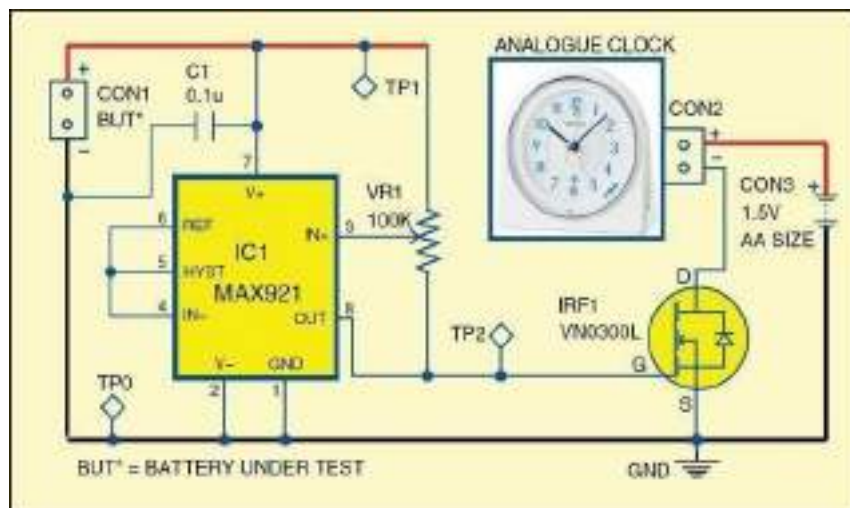 ANALOGUE CLOCK
+
CON1
BUT*
−
C1
0.1u
TP1
CON2
+
−
CON3 +
1.5V
AA SIZE
7
V+
VR1
100K
6
REF
IN+
3
IC1
5
HYST
MAX921
4
IN−
OUT
8
V−
GND
2
1
TP0
TP2
IRF1
VN0300L
D
G
S
GND
BUT* = BATTERY UNDER TEST